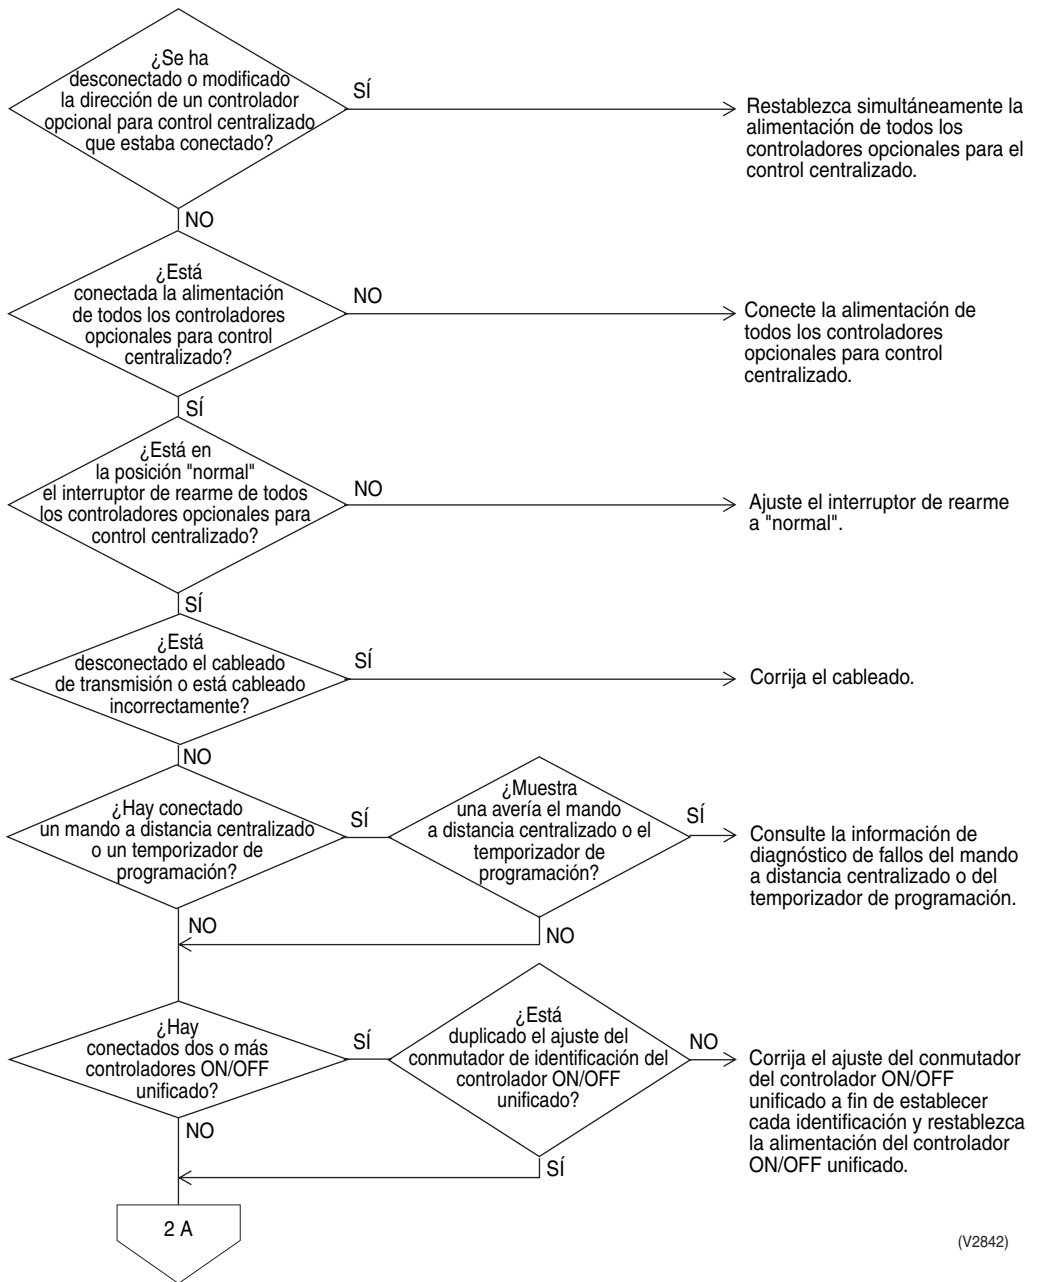 ¿Se ha
desconectado o modificado
la dirección de un controlador
opcional para control centralizado
que estaba conectado?
SÍ
Restablezca simultáneamente la
alimentación de todos los
controladores opcionales para el
control centralizado.
NO
¿Está
conectada la alimentación
de todos los controladores
opcionales para control
centralizado?
NO
Conecte la alimentación de
todos los controladores
opcionales para control
centralizado.
SÍ
¿Está en
la posición "normal"
el interruptor de rearme de todos
los controladores opcionales para
control centralizado?
NO
Ajuste el interruptor de rearme
a "normal".
SÍ
¿Está
desconectado el cableado
de transmisión o está cableado
incorrectamente?
SÍ
Corrija el cableado.
NO
¿Hay conectado
un mando a distancia centralizado
o un temporizador de
programación?
SÍ
¿Muestra
una avería el mando
a distancia centralizado o el
temporizador de
programación?
SÍ
Consulte la información de
diagnóstico de fallos del mando
a distancia centralizado o del
temporizador de programación.
NO
NO
¿Hay
conectados dos o más
controladores ON/OFF
unificado?
SÍ
¿Está
duplicado el ajuste del
conmutador de identificación del
controlador ON/OFF
unificado?
NO
Corrija el ajuste del conmutador
del controlador ON/OFF
unificado a fin de establecer
cada identificación y restablezca
la alimentación del controlador
ON/OFF unificado.
NO
SÍ
2 A
(V2842)